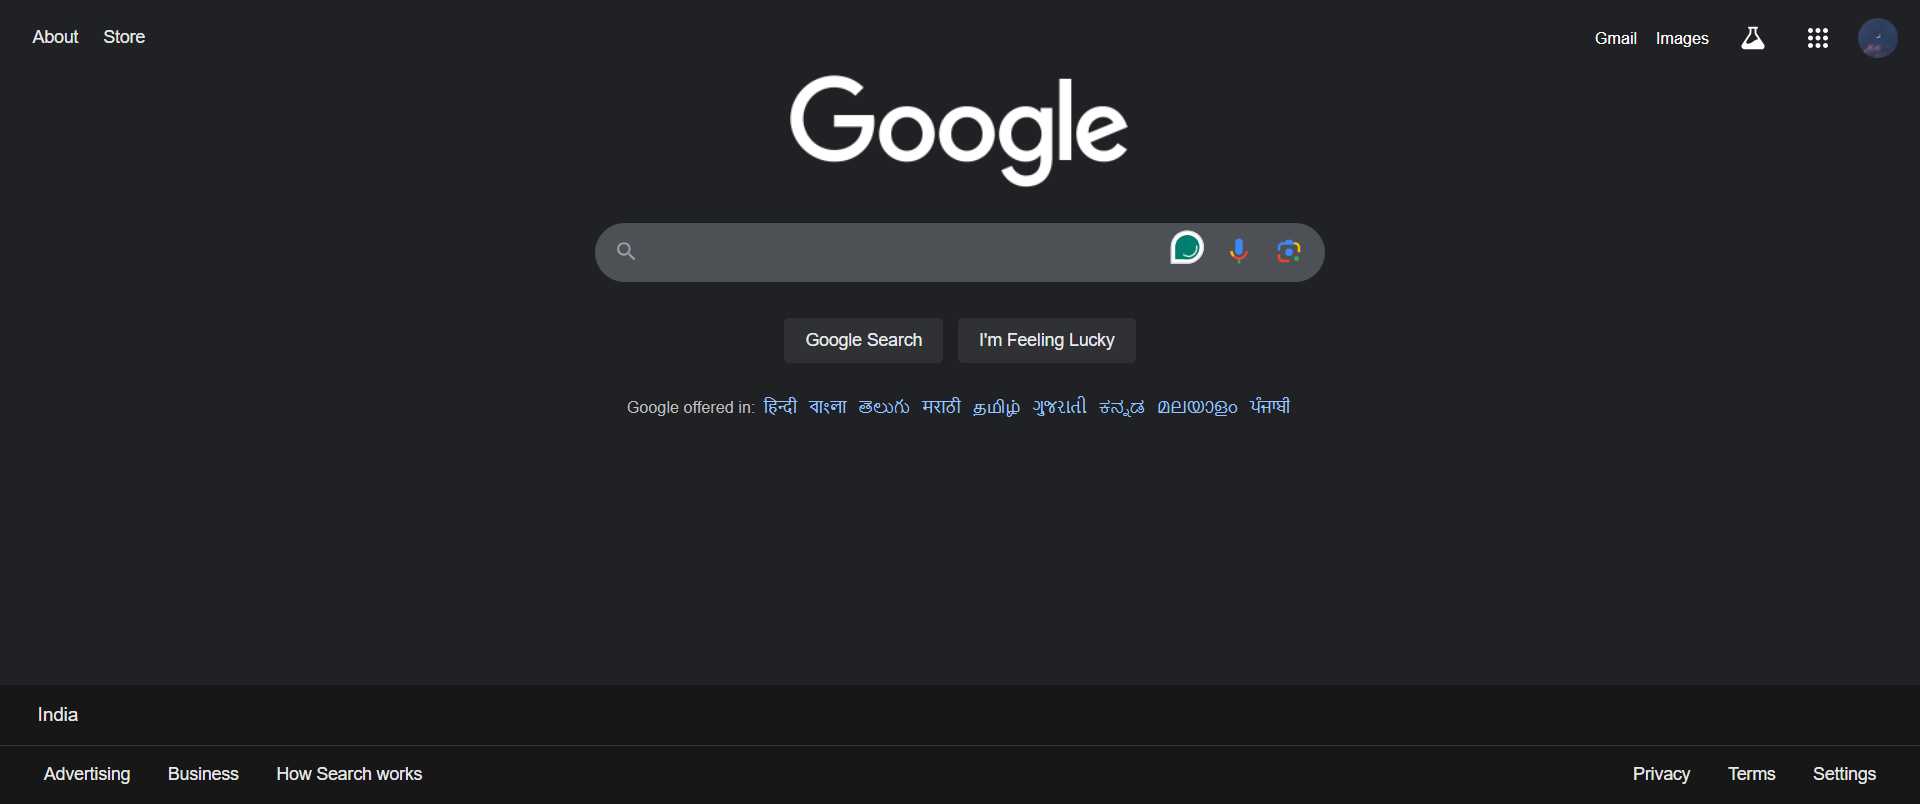 About Store
Gmail Images
Google
Google Search I'm Feeling Lucky
Google offered in: हिन्दी বাংলা తెలుగు मराठी தமிழ் ગુજરાતી ಕನ್ನಡ മലയാളം ਪੰਜਾਬੀ
India
Advertising Business How Search works
Privacy Terms Settings